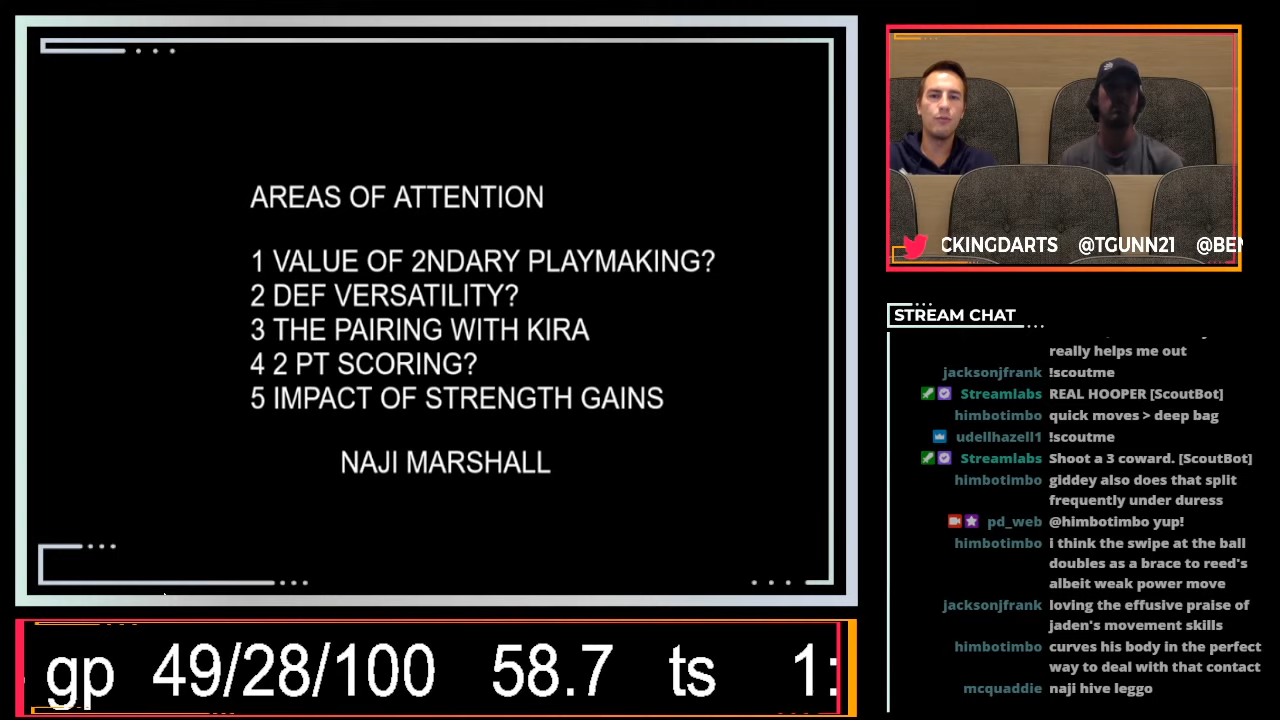 AREAS OF ATTENTION
1 VALUE OF 2NDARY PLAYMAKING?
2 DEF VERSATILITY?
3 THE PAIRING WITH KIRA
4 2 PT SCORING?
5 IMPACT OF STRENGTH GAINS
NAJI MARSHALL
gp 49/28/100 58.7 ts 1:
CKINGDARTS @TGUNN21 @BEN
STREAM CHAT
really helps me out
jacksonjfrank !scoutme
Streamlabs REAL HOOPER [ScoutBot]
himbotimbo quick moves > deep bag
udellhazell1 !scoutme
Streamlabs Shoot a 3 coward. [ScoutBot]
himbotimbo giddey also does that split
frequently under duress
pd_web @himbotimbo yup!
himbotimbo i think the swipe at the ball
doubles as a brace to reed's
albeit weak power move
jacksonjfrank loving the effusive praise of
jaden's movement skills
himbotimbo curves his body in the perfect
way to deal with that contact
mcquaddie naji hive leggo